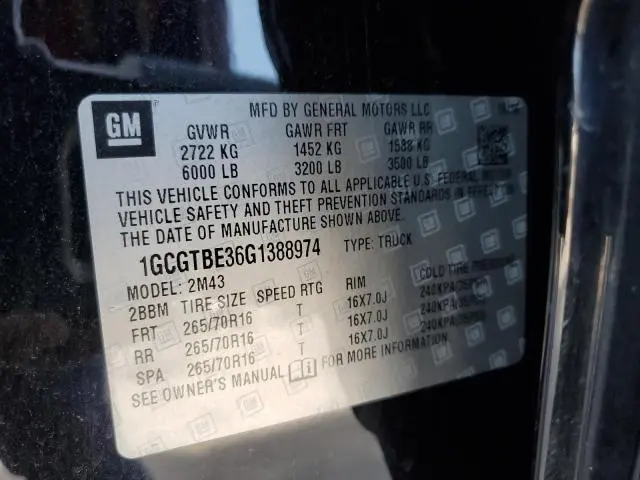 GM
MFD BY GENERAL MOTORS LLC
GVWR GAWR FRT GAWR RR
2722 KG 1452 KG 1588 KG
6000 LB 3200 LB 3500 LB
THIS VEHICLE CONFORMS TO ALL APPLICABLE U.S. FEDERAL MOTOR
VEHICLE SAFETY AND THEFT PREVENTION STANDARDS IN EFFECT ON
THE DATE OF MANUFACTURE SHOWN ABOVE.
1GCGTBE36G1388974 TYPE: TRUCK
MODEL: 2M43
2BBM TIRE SIZE SPEED RTG RIM COLD TIRE PRESSURE
FRT 265/70R16 T 16X7.0J 240KPA
RR 265/70R16 T 16X7.0J 240KPA
SPA 265/70R16 T 16X7.0J 240KPA
SEE OWNER'S MANUAL FOR MORE INFORMATION